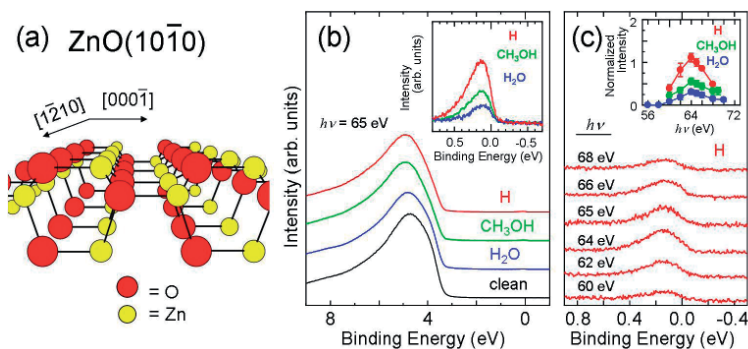 (a) ZnO(101̅0)
[12̅10]
[0001̅]
= O
= Zn
(b)
Intensity (arb. units)
hν = 65 eV
H
CH₃OH
H₂O
clean
8 4 0
Binding Energy (eV)
Intensity
(arb. units)
H
CH₃OH
H₂O
0.5 0.0 -0.5
Binding Energy (eV)
(c)
Normalized
Intensity
2
1
0
H
CH₃OH
H₂O
56 64 72
hν (eV)
hν
H
68 eV
66 eV
65 eV
64 eV
62 eV
60 eV
0.8 0.4 0.0 -0.4
Binding Energy (eV)